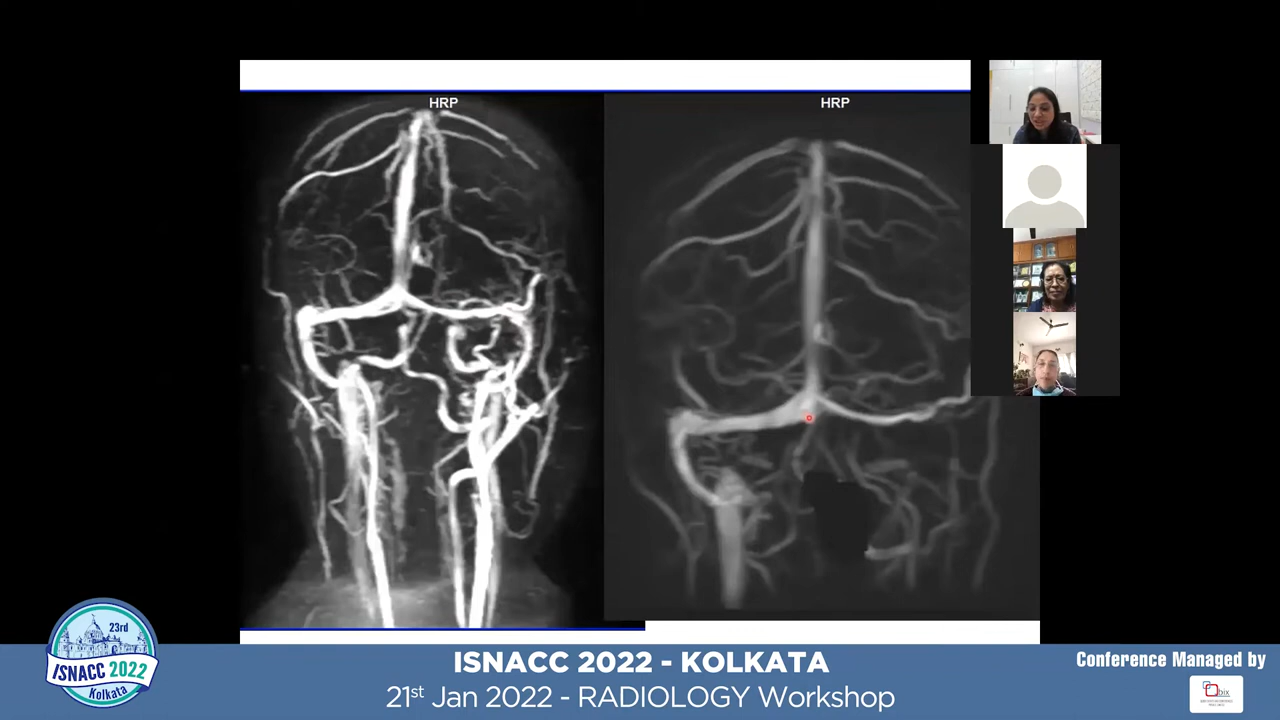 HRP
HRP
23rd
ISNACC 2022
Kolkata
ISNACC 2022 - KOLKATA
21st Jan 2022 - RADIOLOGY Workshop
Conference Managed by